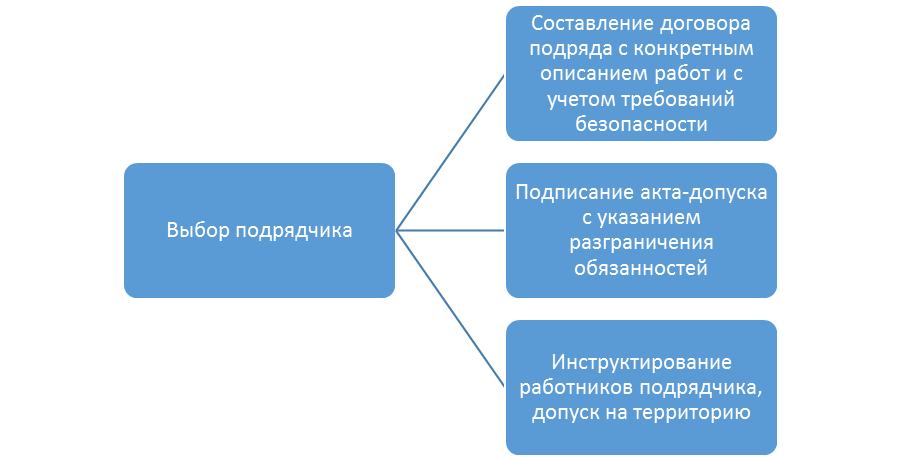 Выбор подрядчика
Составление договора
подряда с конкретным
описанием работ и с
учетом требований
безопасности
Подписание акта-допуска
с указанием
разграничения
обязанностей
Инструктирование
работников подрядчика,
допуск на территорию